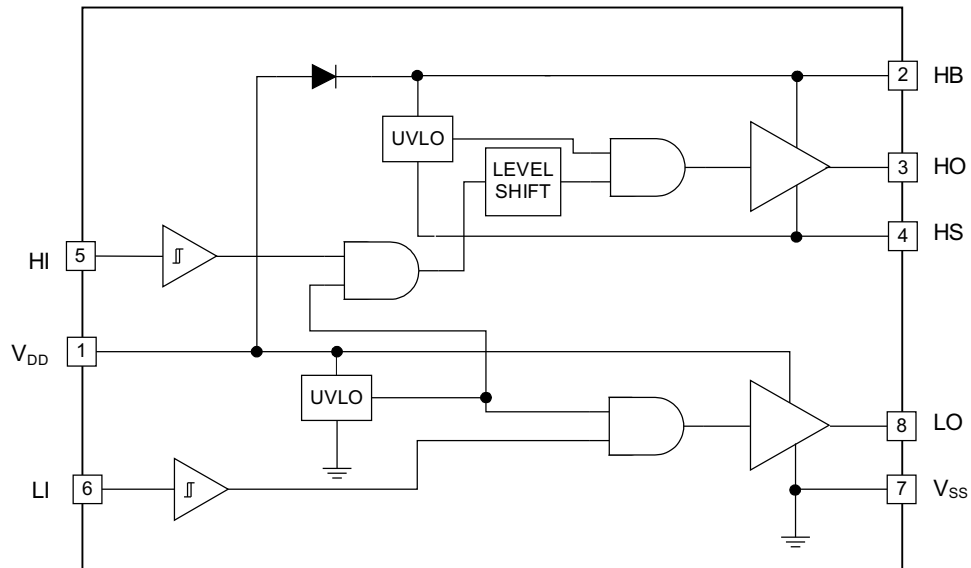 2 HB
UVLO
LEVEL
SHIFT
3 HO
4 HS
HI 5
VDD 1
UVLO
8 LO
LI 6
7 VSS